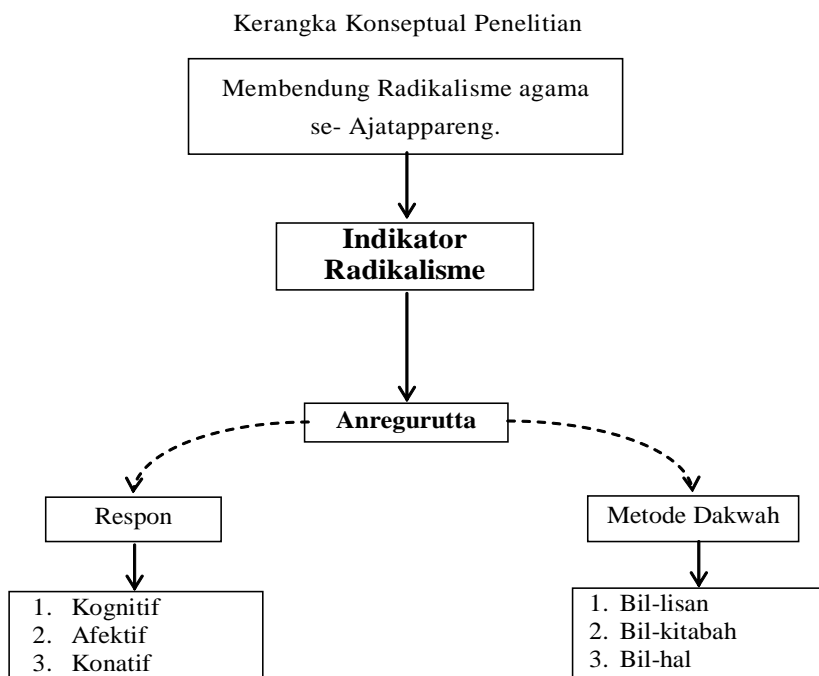 Kerangka Konseptual Penelitian
Membendung Radikalisme agama
se- Ajatappareng.
Indikator
Radikalisme
Anregurutta
Respon
Metode Dakwah
1. Kognitif
2. Afektif
3. Konatif
1. Bil-lisan
2. Bil-kitabah
3. Bil-hal